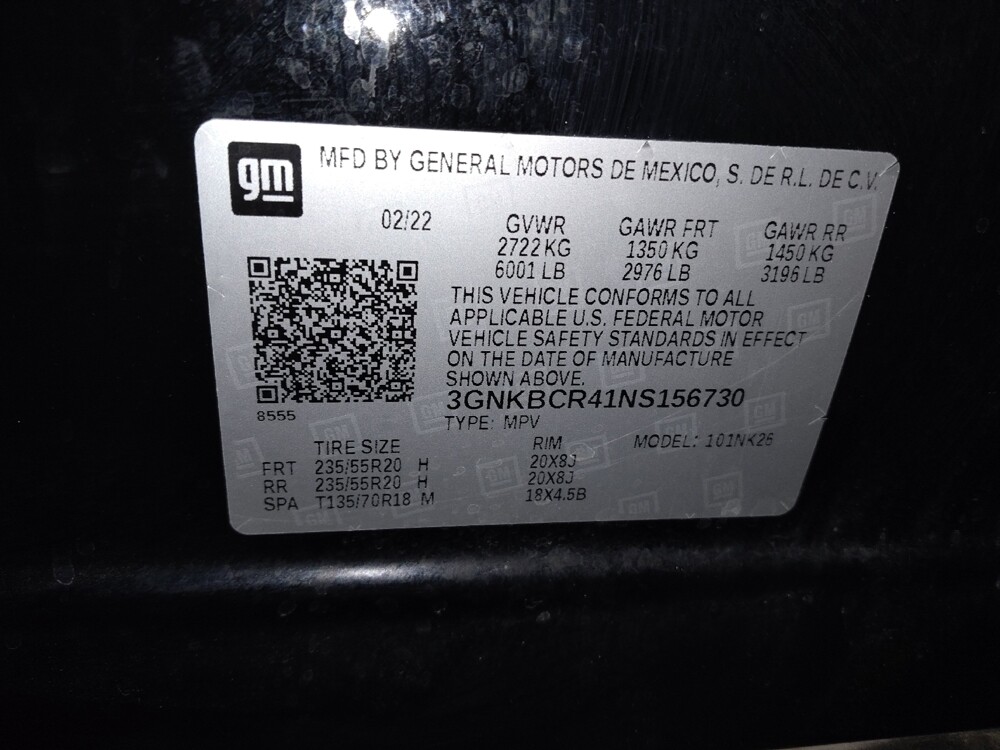 gm
MFD BY GENERAL MOTORS DE MEXICO, S. DE R.L. DE C.V.
02/22 GVWR GAWR FRT GAWR RR
2722 KG 1350 KG 1450 KG
6001 LB 2976 LB 3196 LB
THIS VEHICLE CONFORMS TO ALL
APPLICABLE U.S. FEDERAL MOTOR
VEHICLE SAFETY STANDARDS IN EFFECT
ON THE DATE OF MANUFACTURE
SHOWN ABOVE.
8555
3GNKBCR41NS156730
TYPE: MPV
TIRE SIZE RIM MODEL: 101NK26
FRT 235/55R20 H 20X8J
RR 235/55R20 H 20X8J
SPA T135/70R18 M 18X4.5B